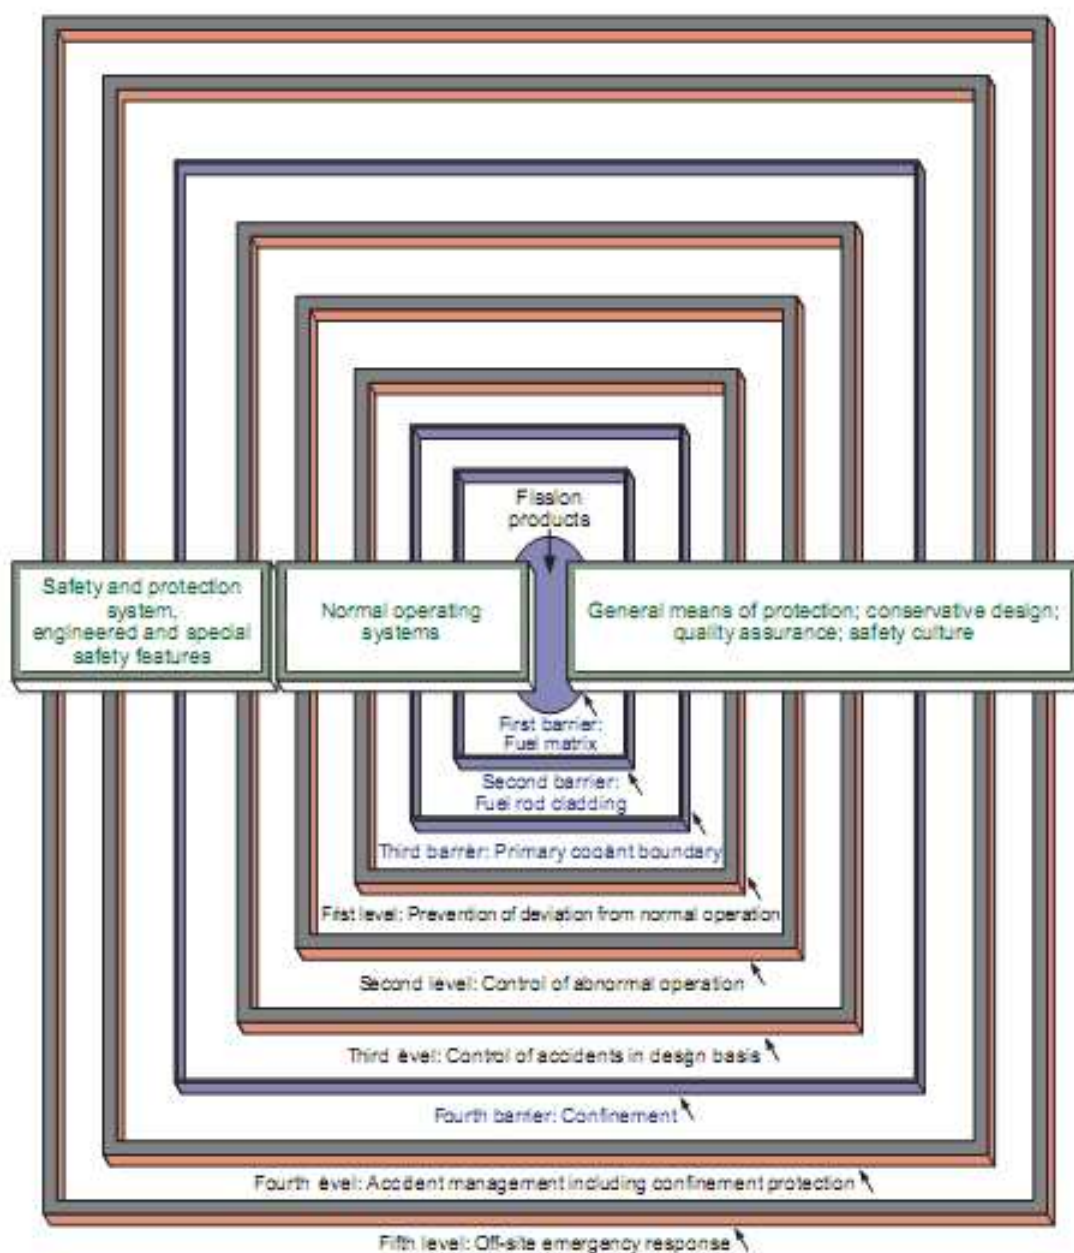 Fission
products
Safety and protection
system,
engineered and special
safety features
Normal operating
systems
General means of protection; conservative design;
quality assurance; safety culture
First barrier:
Fuel matrix
Second barrier:
Fuel rod cladding
Third barrier: Primary coolant boundary
First level: Prevention of deviation from normal operation
Second level: Control of abnormal operation
Third level: Control of accidents in design basis
Fourth barrier: Confinement
Fourth level: Accident management including confinement protection
Fifth level: Off-site emergency response